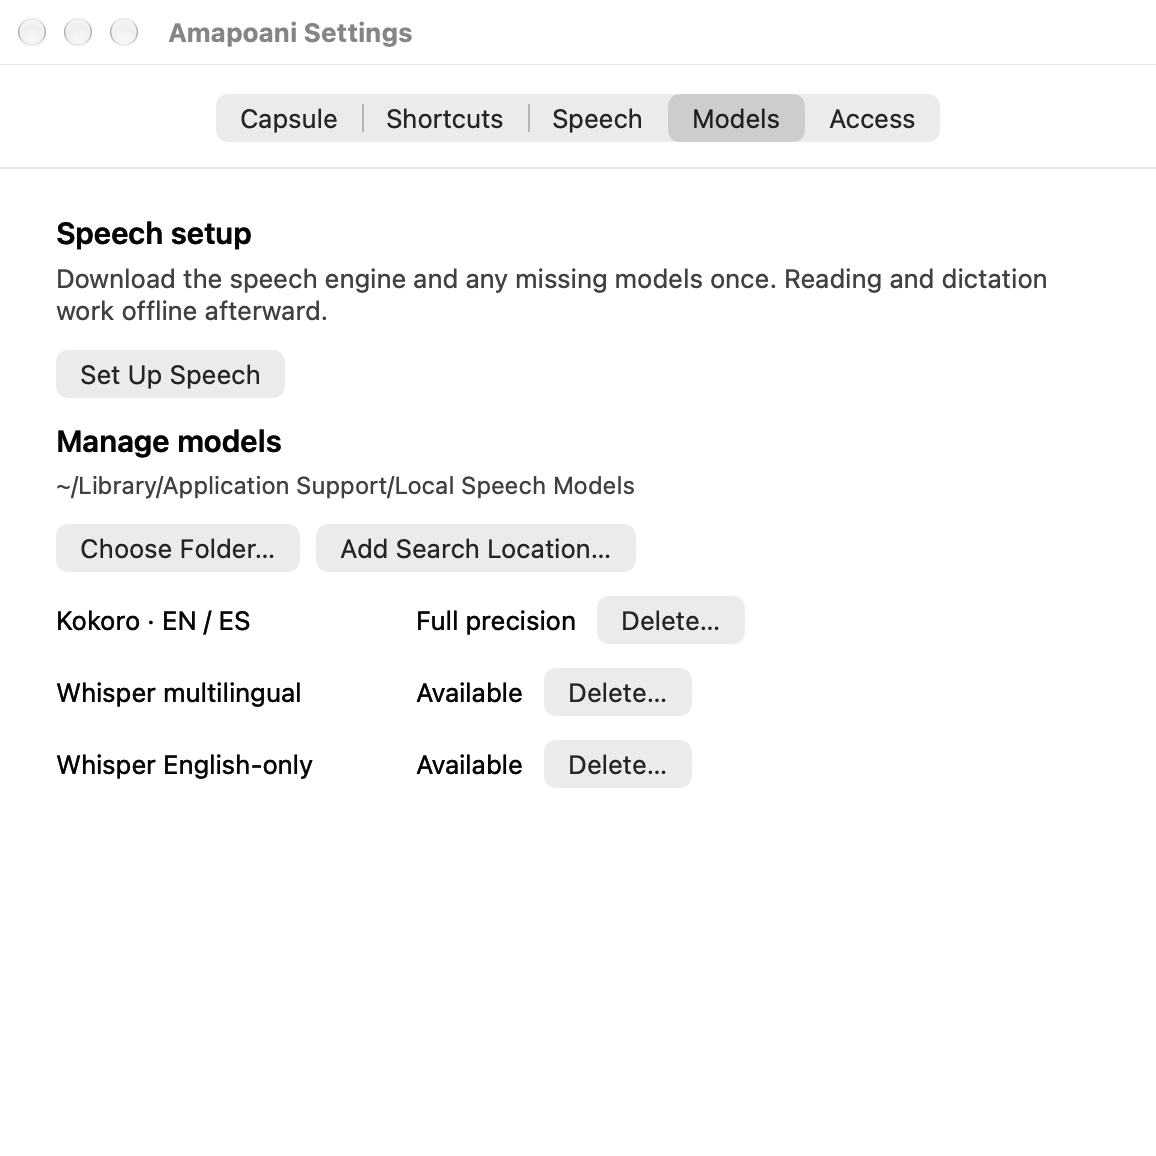 Amapoani Settings
Capsule Shortcuts Speech Models Access
Speech setup
Download the speech engine and any missing models once. Reading and dictation
work offline afterward.
Set Up Speech
Manage models
~/Library/Application Support/Local Speech Models
Choose Folder... Add Search Location...
Kokoro · EN / ES Full precision Delete...
Whisper multilingual Available Delete...
Whisper English-only Available Delete...